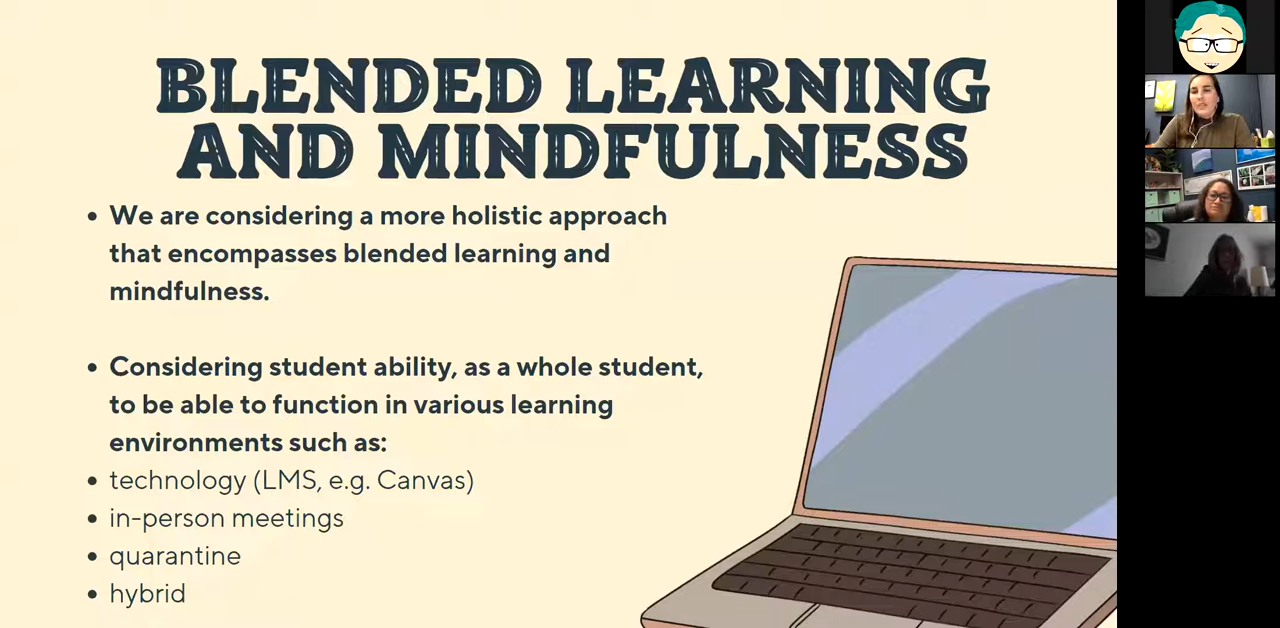 BLENDED LEARNING
AND MINDFULNESS
• We are considering a more holistic approach
that encompasses blended learning and
mindfulness.
• Considering student ability, as a whole student,
to be able to function in various learning
environments such as:
• technology (LMS, e.g. Canvas)
• in-person meetings
• quarantine
• hybrid